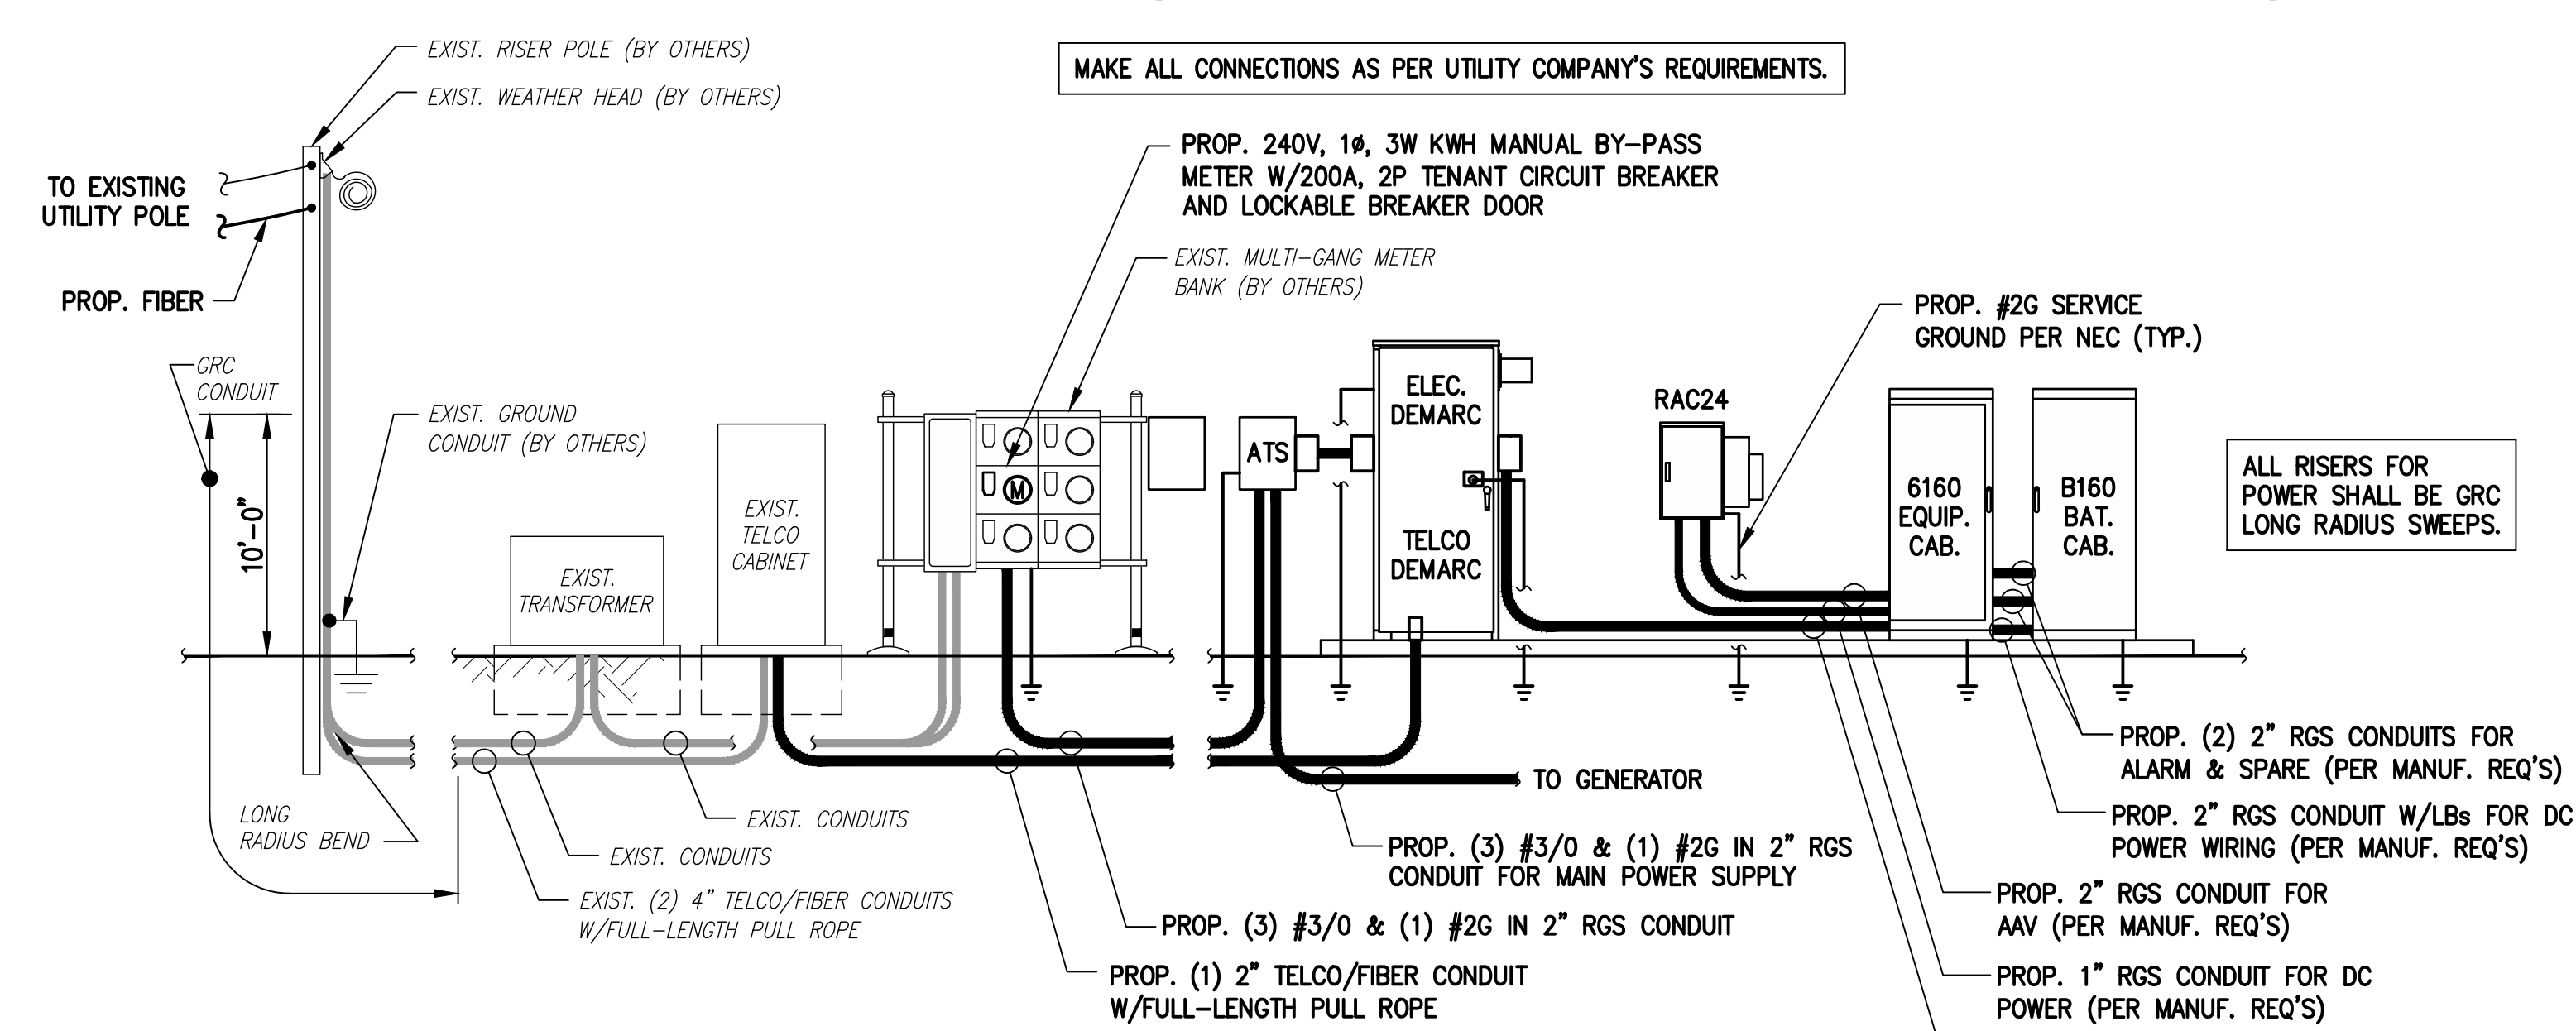 EXIST. RISER POLE (BY OTHERS)
EXIST. WEATHER HEAD (BY OTHERS)
MAKE ALL CONNECTIONS AS PER UTILITY COMPANY'S REQUIREMENTS.
PROP. 240V, 1ø, 3W KWH MANUAL BY-PASS
METER W/200A, 2P TENANT CIRCUIT BREAKER
AND LOCKABLE BREAKER DOOR
TO EXISTING
UTILITY POLE
EXIST. MULTI-GANG METER
BANK (BY OTHERS)
PROP. FIBER
PROP. #2G SERVICE
GROUND PER NEC (TYP.)
GRC
CONDUIT
EXIST. GROUND
CONDUIT (BY OTHERS)
10'-0"
EXIST.
TRANSFORMER
EXIST.
TELCO
CABINET
M
ATS
ELEC.
DEMARC
TELCO
DEMARC
RAC24
6160
EQUIP.
CAB.
B160
BAT.
CAB.
ALL RISERS FOR
POWER SHALL BE GRC
LONG RADIUS SWEEPS.
LONG
RADIUS BEND
EXIST. CONDUITS
EXIST. CONDUITS
EXIST. (2) 4" TELCO/FIBER CONDUITS
W/FULL-LENGTH PULL ROPE
TO GENERATOR
PROP. (3) #3/0 & (1) #2G IN 2" RGS
CONDUIT FOR MAIN POWER SUPPLY
PROP. (3) #3/0 & (1) #2G IN 2" RGS CONDUIT
PROP. (1) 2" TELCO/FIBER CONDUIT
W/FULL-LENGTH PULL ROPE
PROP. (2) 2" RGS CONDUITS FOR
ALARM & SPARE (PER MANUF. REQ'S)
PROP. 2" RGS CONDUIT W/LBs FOR DC
POWER WIRING (PER MANUF. REQ'S)
PROP. 2" RGS CONDUIT FOR
AAV (PER MANUF. REQ'S)
PROP. 1" RGS CONDUIT FOR DC
POWER (PER MANUF. REQ'S)